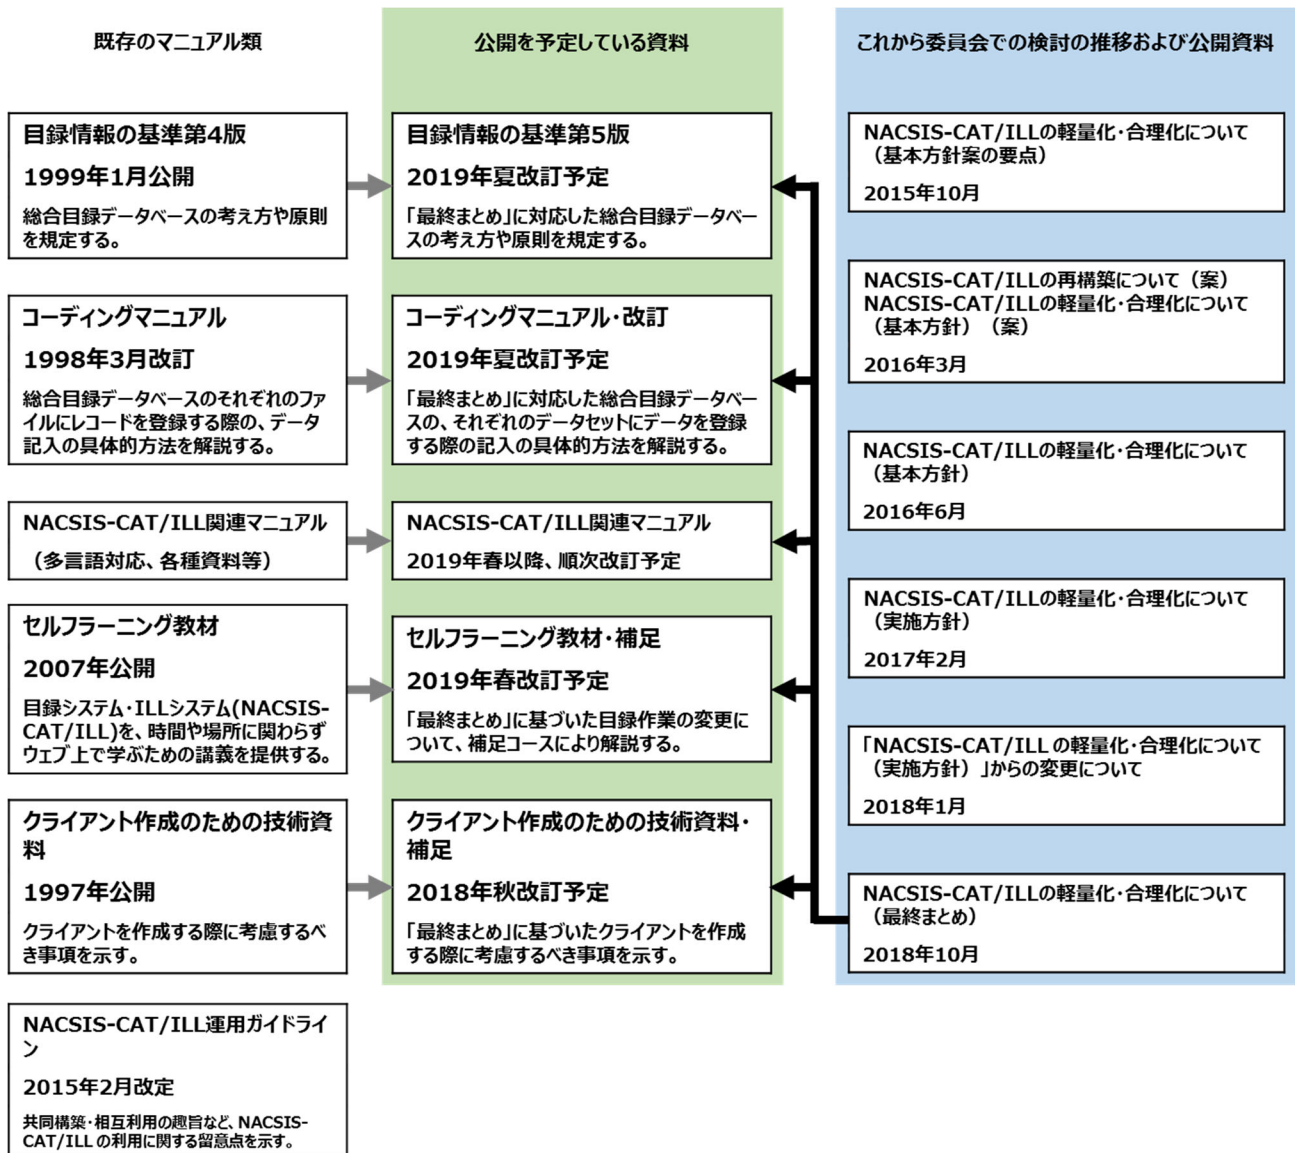 既存のマニュアル類
目録情報の基準第4版
1999年1月公開
総合目録データベースの考え方や原則
を規定する。
コーディングマニュアル
1998年3月改訂
総合目録データベースのそれぞれのファ
イルにレコードを登録する際の、データ
記入の具体的方法を解説する。
NACSIS-CAT/ILL関連マニュアル
（多言語対応、各種資料等）
セルフラーニング教材
2007年公開
目録システム・ILLシステム(NACSIS-
CAT/ILL)を、時間や場所に関わらず
ウェブ上で学ぶための講義を提供する。
クライアント作成のための技術資
料
1997年公開
クライアントを作成する際に考慮するべ
き事項を示す。
NACSIS-CAT/ILL運用ガイドライ
ン
2015年2月改定
共同構築・相互利用の趣旨など、NACSIS-
CAT/ILL の利用に関する留意点を示す。
公開を予定している資料
目録情報の基準第5版
2019年夏改訂予定
「最終まとめ」に対応した総合目録データベー
スの考え方や原則を規定する。
コーディングマニュアル・改訂
2019年夏改訂予定
「最終まとめ」に対応した総合目録データベー
スの、それぞれのデータセットにデータを登録
する際の記入の具体的方法を解説する。
NACSIS-CAT/ILL関連マニュアル
2019年春以降、順次改訂予定
セルフラーニング教材・補足
2019年春改訂予定
「最終まとめ」に基づいた目録作業の変更に
ついて、補足コースにより解説する。
クライアント作成のための技術資料・
補足
2018年秋改訂予定
「最終まとめ」に基づいたクライアントを作成
する際に考慮するべき事項を示す。
これから委員会での検討の推移および公開資料
NACSIS-CAT/ILLの軽量化・合理化について
（基本方針案の要点）
2015年10月
NACSIS-CAT/ILLの再構築について（案）
NACSIS-CAT/ILLの軽量化・合理化について
（基本方針）（案）
2016年3月
NACSIS-CAT/ILLの軽量化・合理化について
（基本方針）
2016年6月
NACSIS-CAT/ILLの軽量化・合理化について
（実施方針）
2017年2月
「NACSIS-CAT/ILL の軽量化・合理化について
（実施方針）」からの変更について
2018年1月
NACSIS-CAT/ILLの軽量化・合理化について
（最終まとめ）
2018年10月